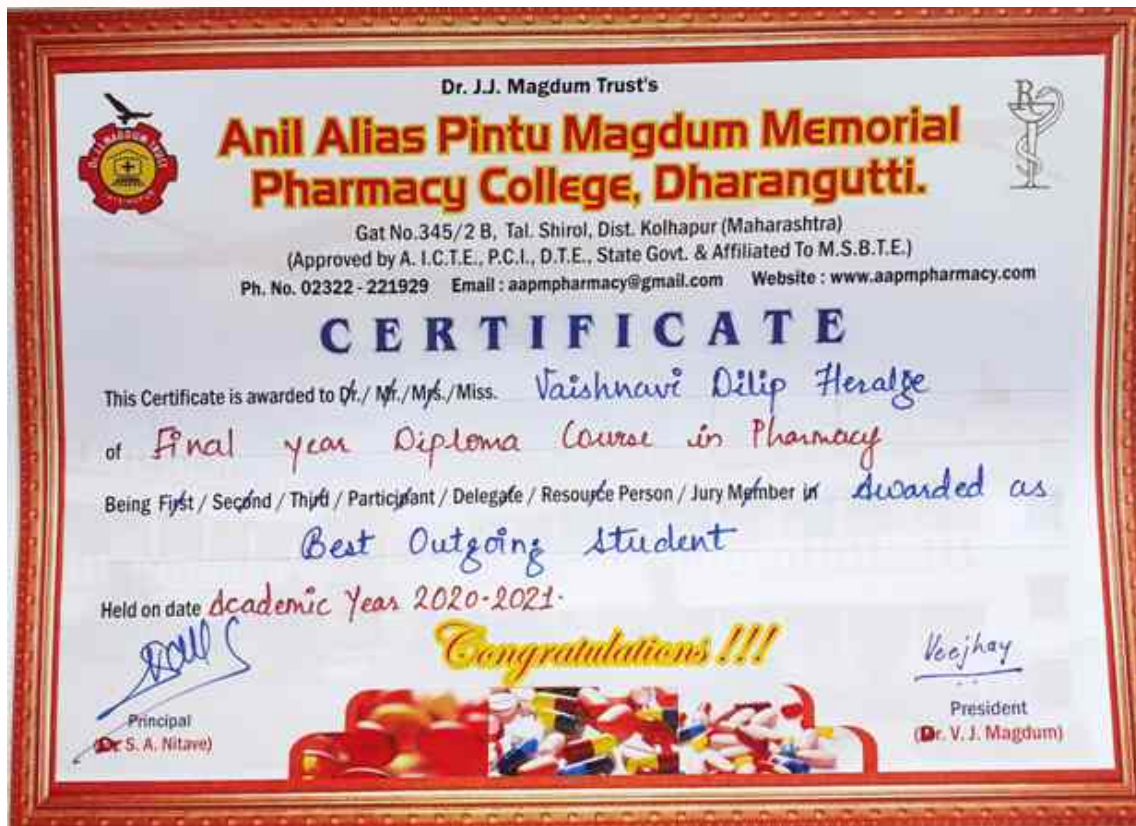 Dr. J.J. Magdum Trust's
Anil Alias Pintu Magdum Memorial
Pharmacy College, Dharangutti.
Gat No.345/2 B, Tal. Shirol, Dist. Kolhapur (Maharashtra)
(Approved by A. I.C.T.E., P.C.I., D.T.E., State Govt. & Affiliated To M.S.B.T.E.)
Ph. No. 02322 - 221929 Email : aapmpharmacy@gmail.com Website : www.aapmpharmacy.com
CERTIFICATE
This Certificate is awarded to Dr./ Mr./Mrs./Miss. Vaishnavi Dilip Heralge
of Final year Diploma Course in Pharmacy
Being First / Second / Third / Participant / Delegate / Resource Person / Jury Member in Awarded as
Best Outgoing student
Held on date Academic Year 2020-2021.
Congratulations !!!
Veejhay
Principal
(Dr. S. A. Nitave)
President
(Dr. V. J. Magdum)